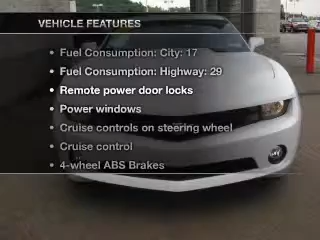 VEHICLE FEATURES
• Fuel Consumption: City: 17
• Fuel Consumption: Highway: 29
• Remote power door locks
• Power windows
• Cruise controls on steering wheel
• Cruise control
• 4-wheel ABS Brakes